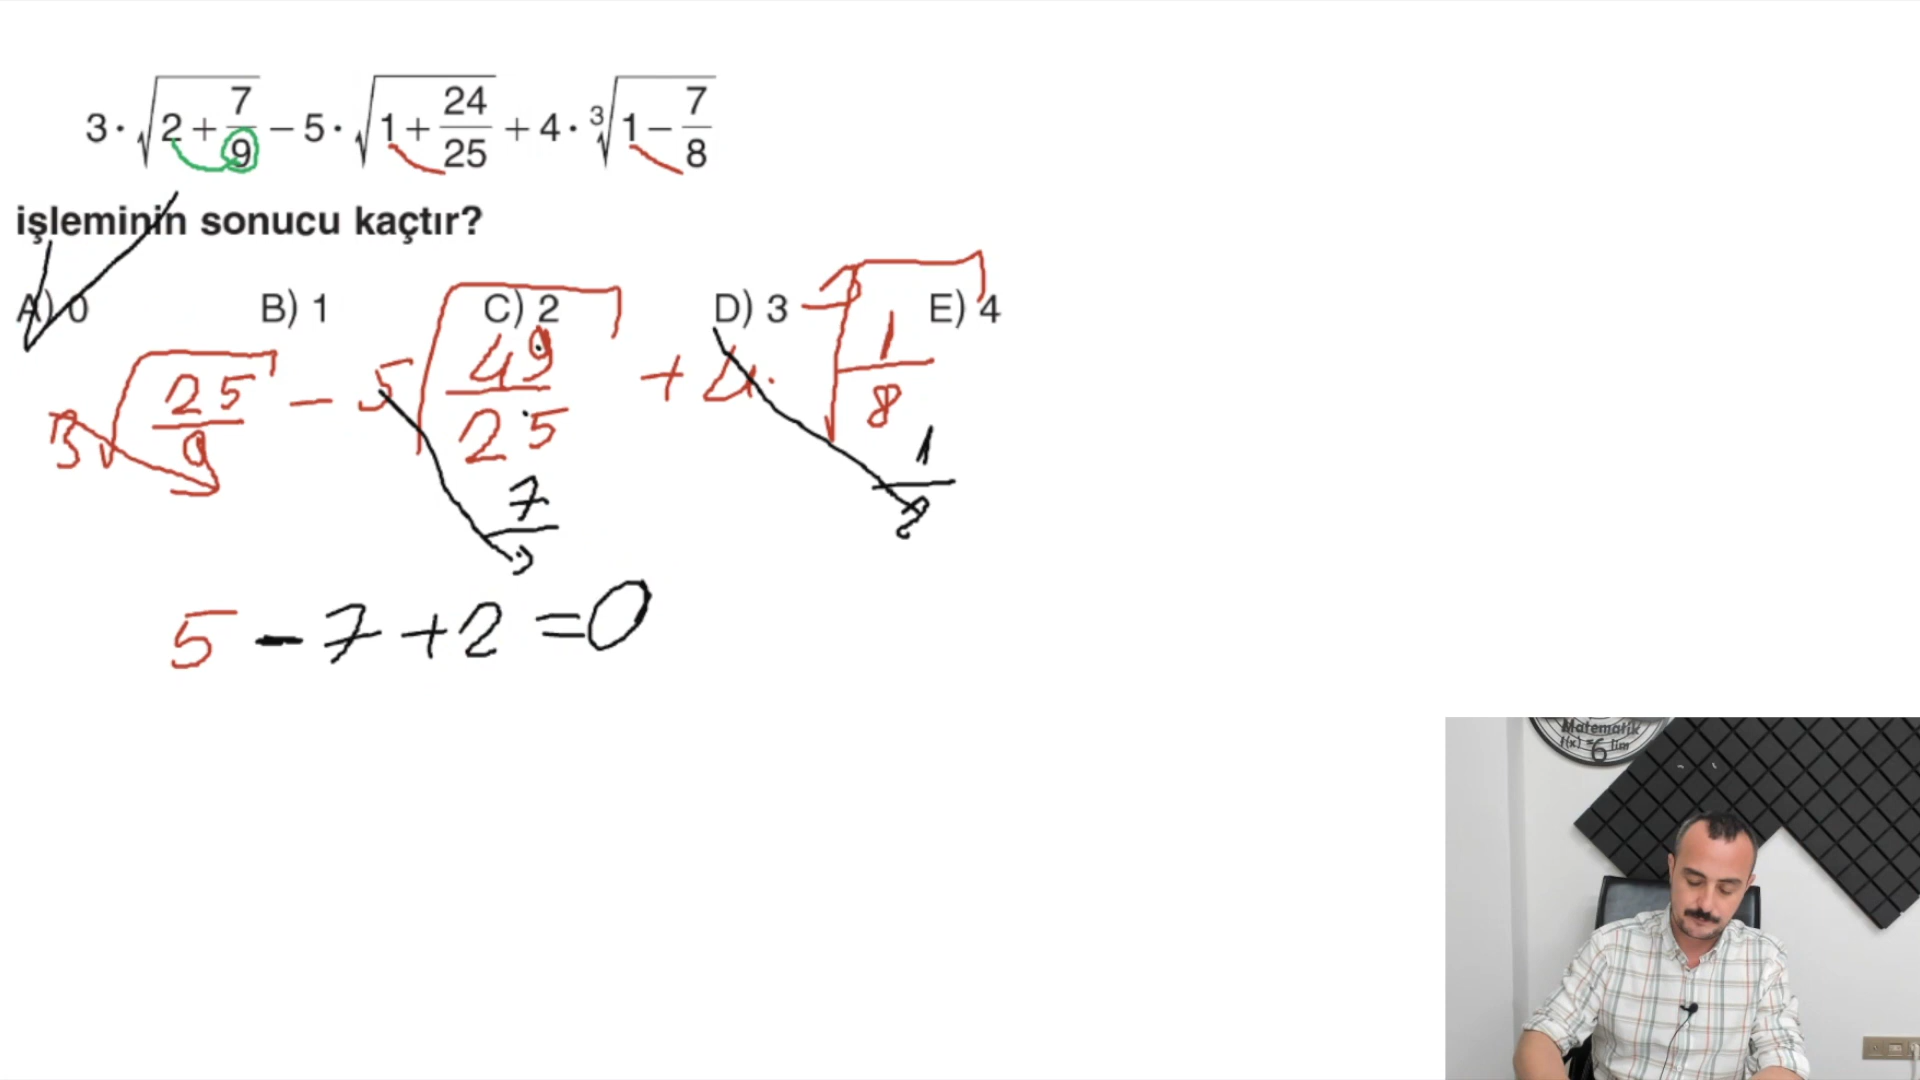 3 · √(2 + 7/9) − 5 · √(1 + 24/25) + 4 · ∛(1 − 7/8)
işleminin sonucu kaçtır?
A) 0 B) 1 C) 2 D) 3 E) 4
3√(25/9) − 5√(49/25) + 4 · ∛(1/8)
7/5 1/2
5 − 7 + 2 = 0
Matematik
f(x) = 6 lim